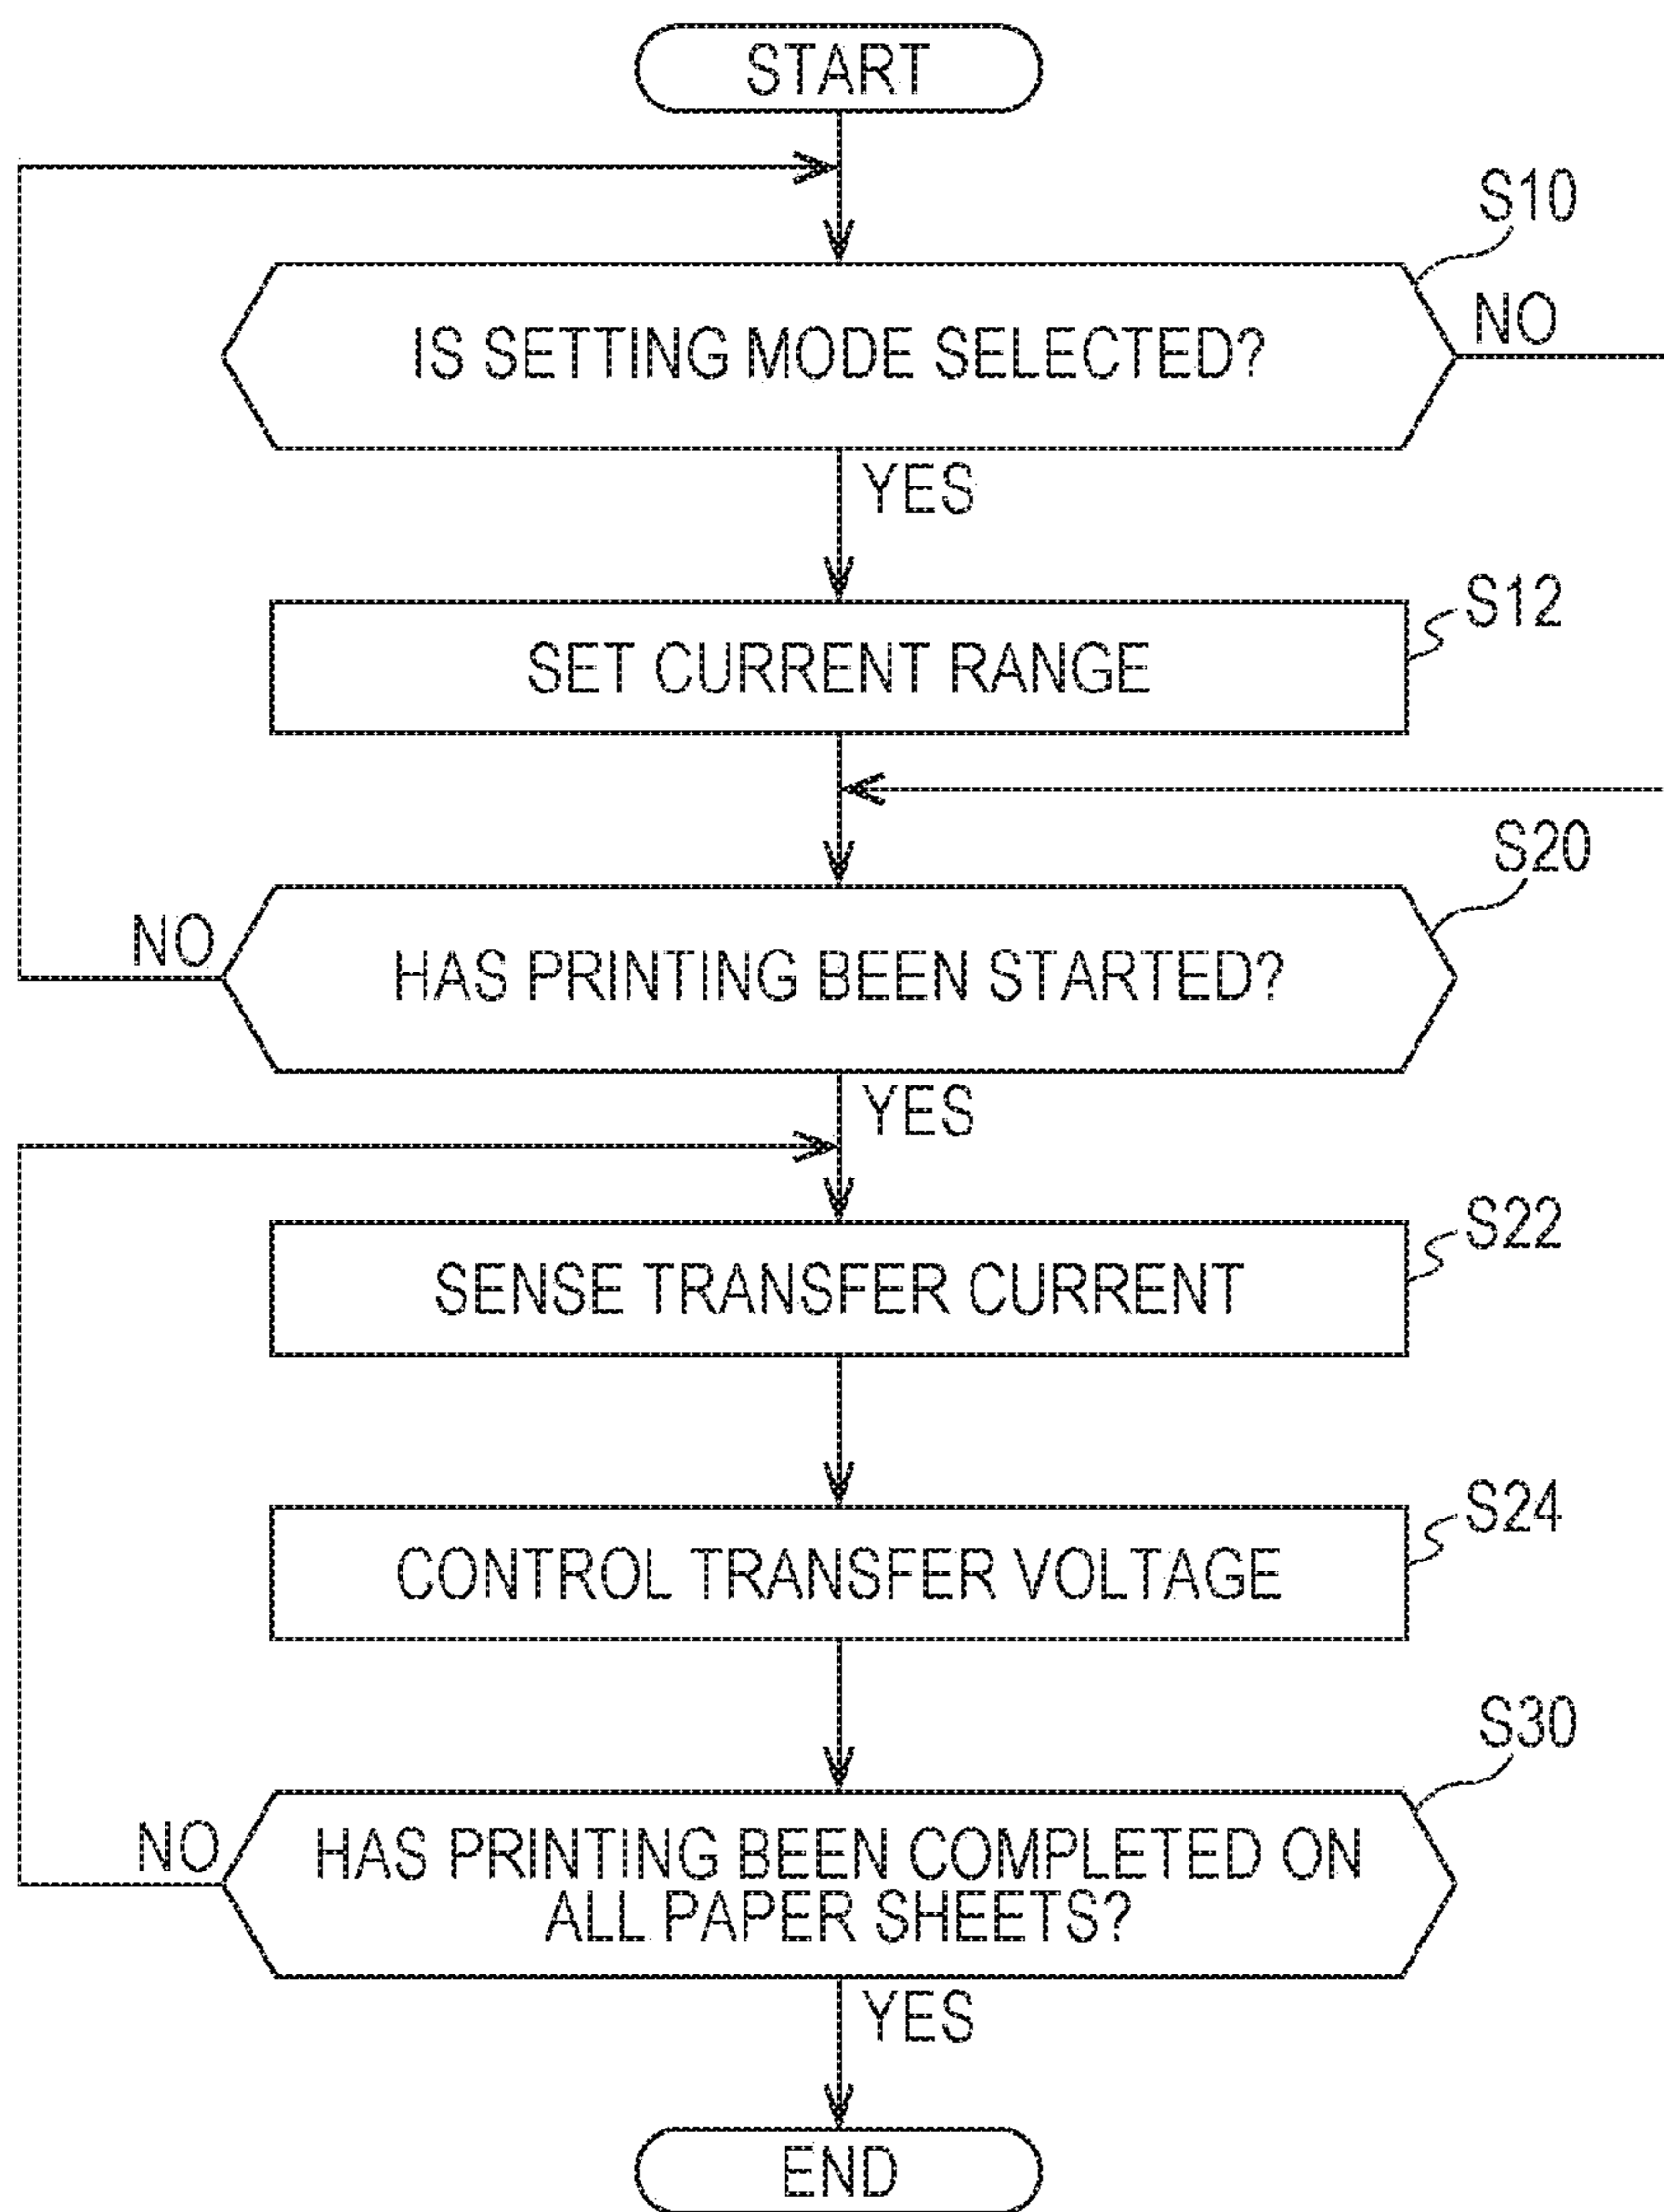 START
S10
IS SETTING MODE SELECTED?
NO
YES
S12
SET CURRENT RANGE
S20
NO
HAS PRINTING BEEN STARTED?
YES
S22
SENSE TRANSFER CURRENT
S24
CONTROL TRANSFER VOLTAGE
S30
NO
HAS PRINTING BEEN COMPLETED ON
ALL PAPER SHEETS?
YES
END